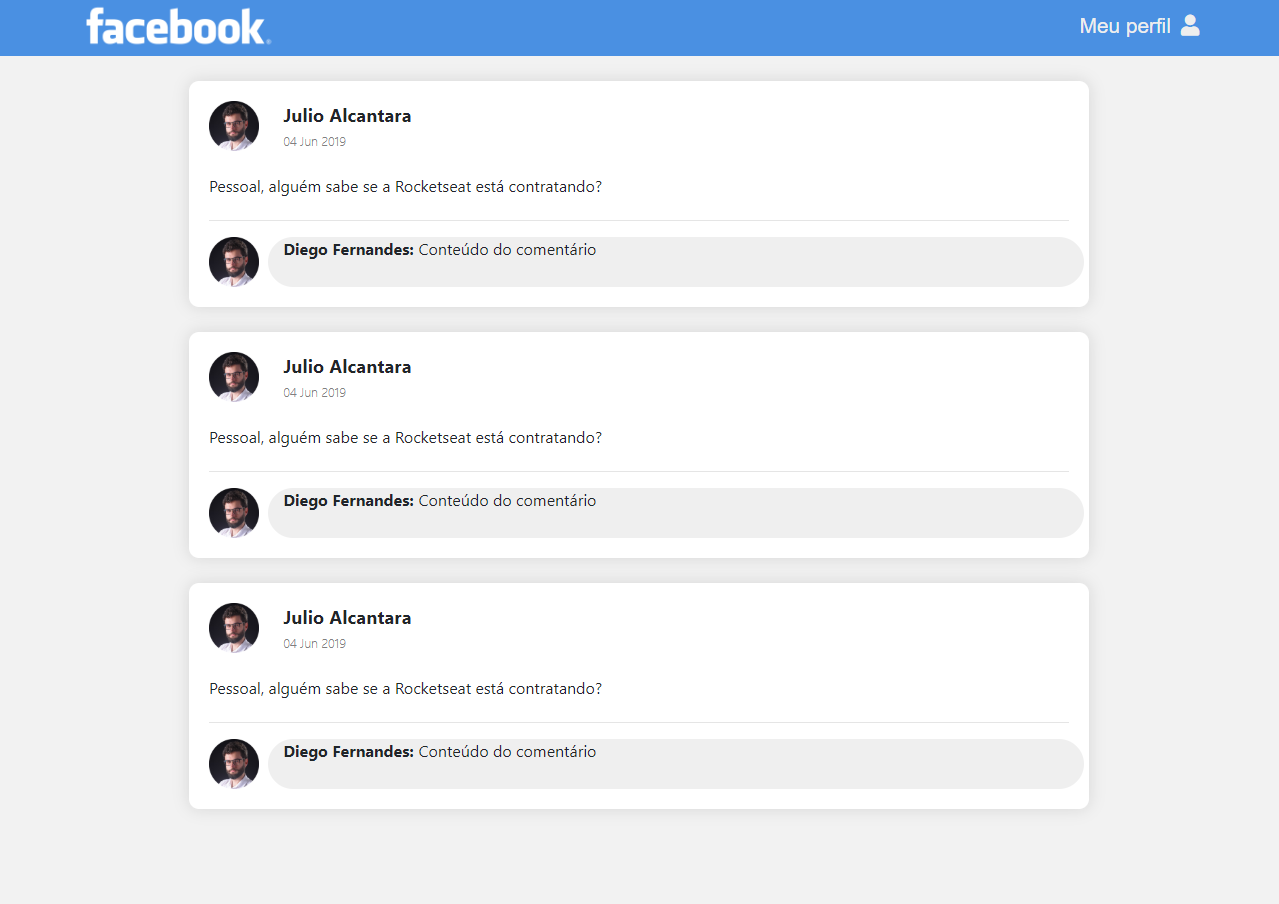 facebook.
Meu perfil
Julio Alcantara
04 Jun 2019
Pessoal, alguém sabe se a Rocketseat está contratando?
Diego Fernandes: Conteúdo do comentário
Julio Alcantara
04 Jun 2019
Pessoal, alguém sabe se a Rocketseat está contratando?
Diego Fernandes: Conteúdo do comentário
Julio Alcantara
04 Jun 2019
Pessoal, alguém sabe se a Rocketseat está contratando?
Diego Fernandes: Conteúdo do comentário